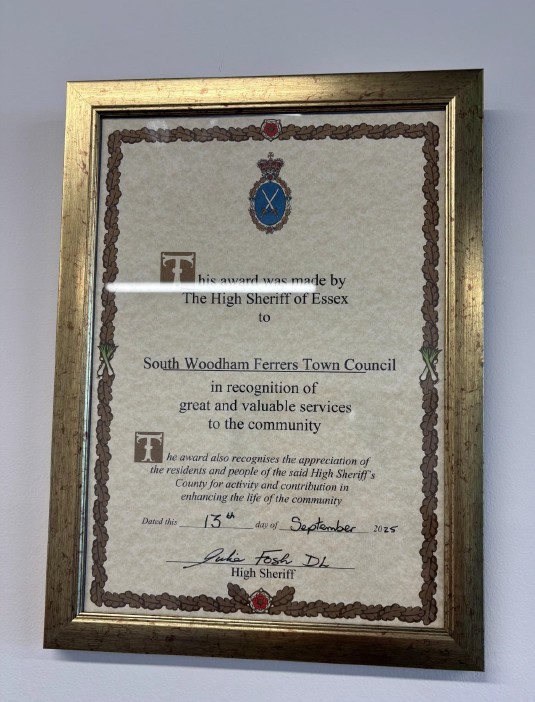 This award was made by
The High Sheriff of Essex
to
South Woodham Ferrers Town Council
in recognition of
great and valuable services
to the community
The award also recognises the appreciation of
the residents and people of the said High Sheriff's
County for activity and contribution in
enhancing the life of the community
Dated this 13th day of September 2025
Fosh DL
High Sheriff